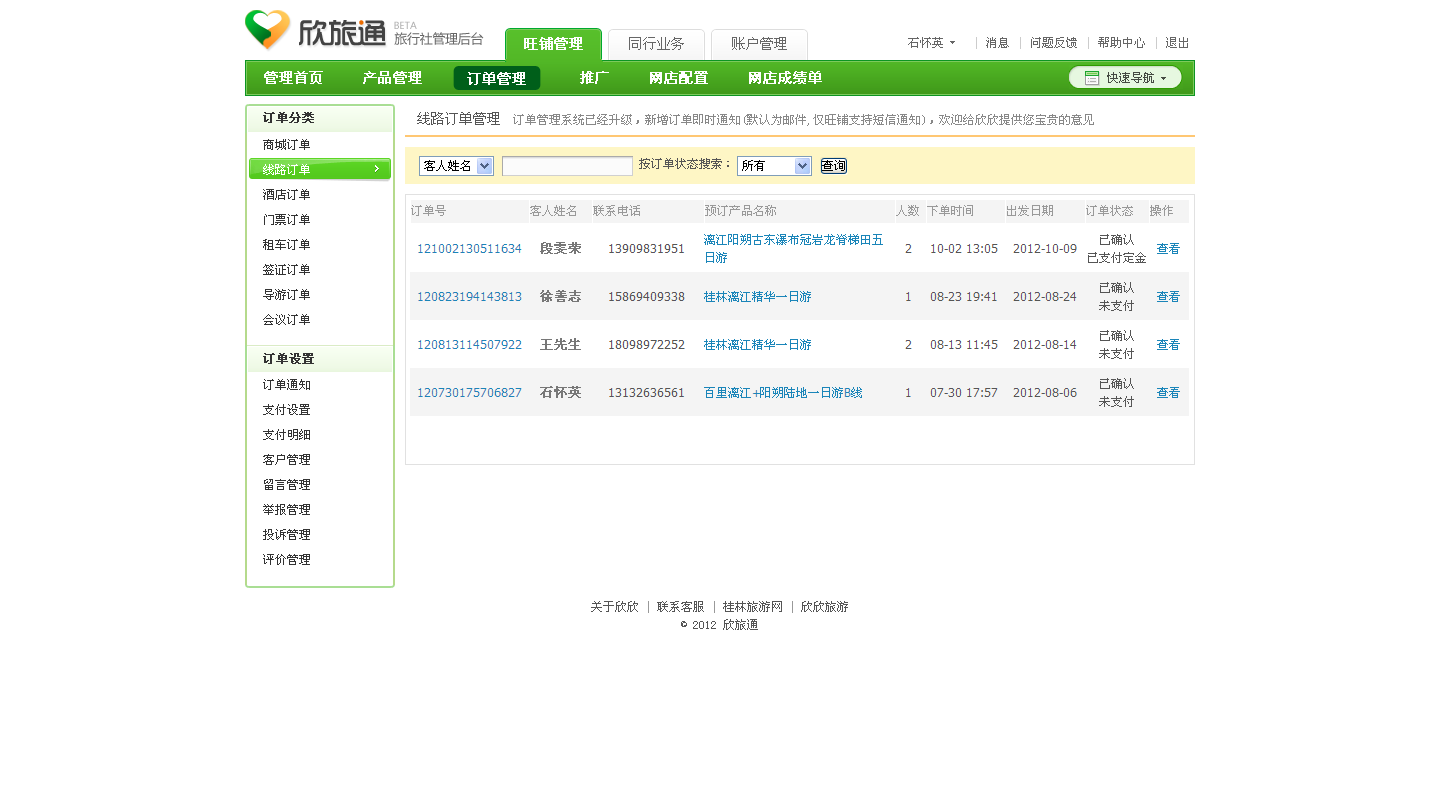 欣旅通 BETA 旅行社管理后台
旺铺管理 同行业务 账户管理
石怀英 消息 问题反馈 帮助中心 退出
管理首页 产品管理 订单管理 推广 网店配置 网店成绩单 快速导航
订单分类
商城订单
线路订单
酒店订单
门票订单
租车订单
签证订单
导游订单
会议订单
订单设置
订单通知
支付设置
支付明细
客户管理
留言管理
举报管理
投诉管理
评价管理
线路订单管理 订单管理系统已经升级，新增订单即时通知(默认为邮件, 仅旺铺支持短信通知)，欢迎给欣欣提供您宝贵的意见
客人姓名 按订单状态搜索： 所有 查询
订单号 客人姓名 联系电话 预订产品名称 人数 下单时间 出发日期 订单状态 操作
121002130511634 段雯荣 13909831951 漓江阳朔古东瀑布冠岩龙脊梯田五日游 2 10-02 13:05 2012-10-09 已确认 已支付定金 查看
120823194143813 徐善志 15869409338 桂林漓江精华一日游 1 08-23 19:41 2012-08-24 已确认 未支付 查看
120813114507922 王先生 18098972252 桂林漓江精华一日游 2 08-13 11:45 2012-08-14 已确认 未支付 查看
120730175706827 石怀英 13132636561 百里漓江+阳朔陆地一日游B线 1 07-30 17:57 2012-08-06 已确认 未支付 查看
关于欣欣 | 联系客服 | 桂林旅游网 | 欣欣旅游
© 2012 欣旅通